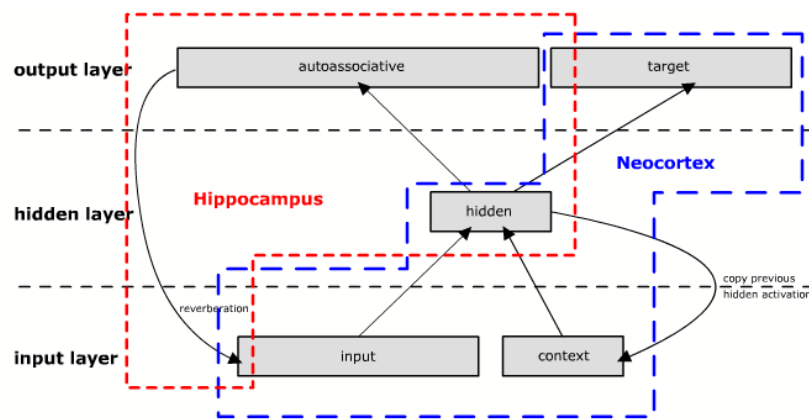 output layer
autoassociative
target
Neocortex
Hippocampus
hidden layer
hidden
copy previous
hidden activation
reverberation
input layer
input
context